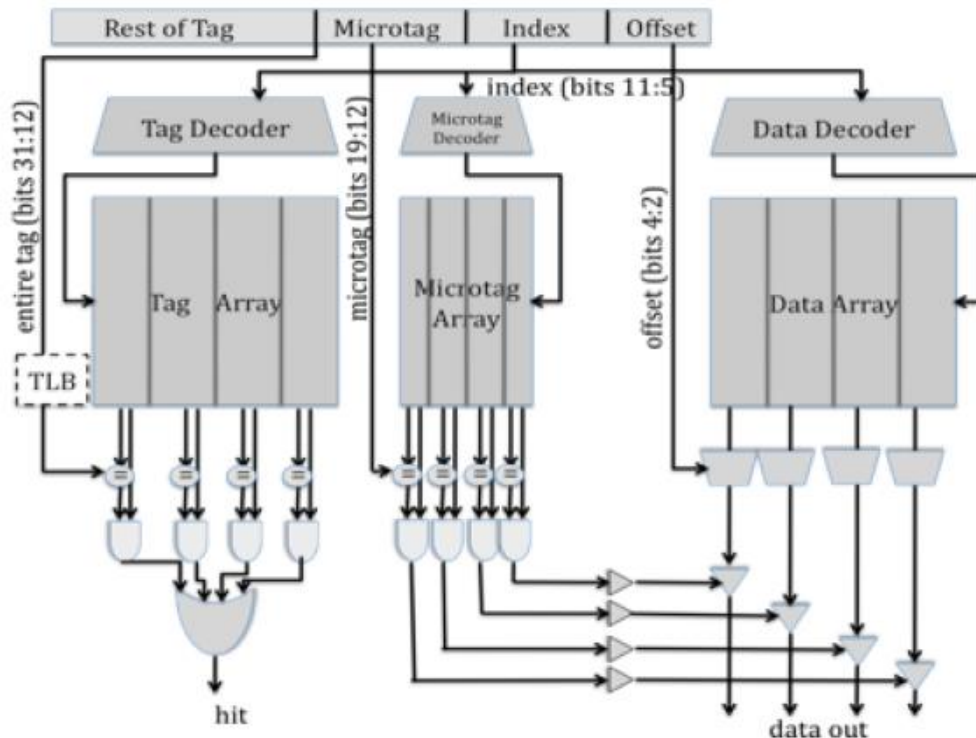 Rest of Tag Microtag Index Offset
index (bits 11:5)
Tag Decoder
Microtag
Decoder
Data Decoder
entire tag (bits 31:12)
microtag (bits 19:12)
offset (bits 4:2)
Tag Array
Microtag
Array
Data Array
TLB
=
=
=
=
=
=
=
=
hit
data out